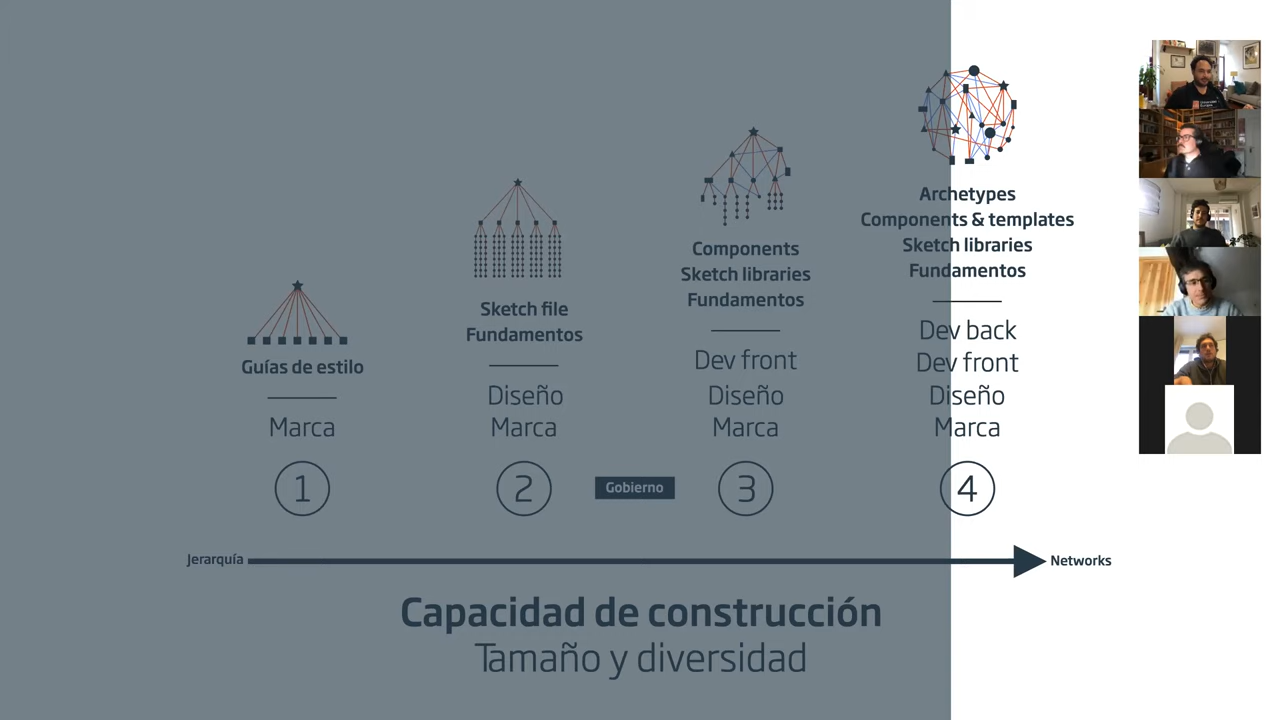 Guías de estilo
Marca
1
Sketch file
Fundamentos
Diseño
Marca
2
Gobierno
Components
Sketch libraries
Fundamentos
Dev front
Diseño
Marca
3
Archetypes
Components & templates
Sketch libraries
Fundamentos
Dev back
Dev front
Diseño
Marca
4
Jerarquía
Networks
Capacidad de construcción
Tamaño y diversidad